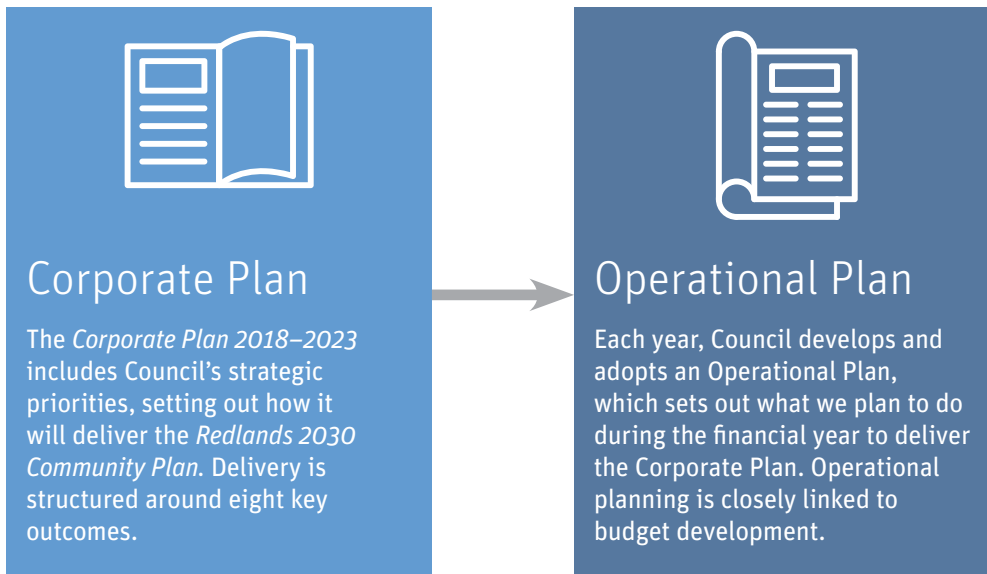 Corporate Plan
The Corporate Plan 2018–2023
includes Council’s strategic
priorities, setting out how it
will deliver the Redlands 2030
Community Plan. Delivery is
structured around eight key
outcomes.
Operational Plan
Each year, Council develops and
adopts an Operational Plan,
which sets out what we plan to do
during the financial year to deliver
the Corporate Plan. Operational
planning is closely linked to
budget development.